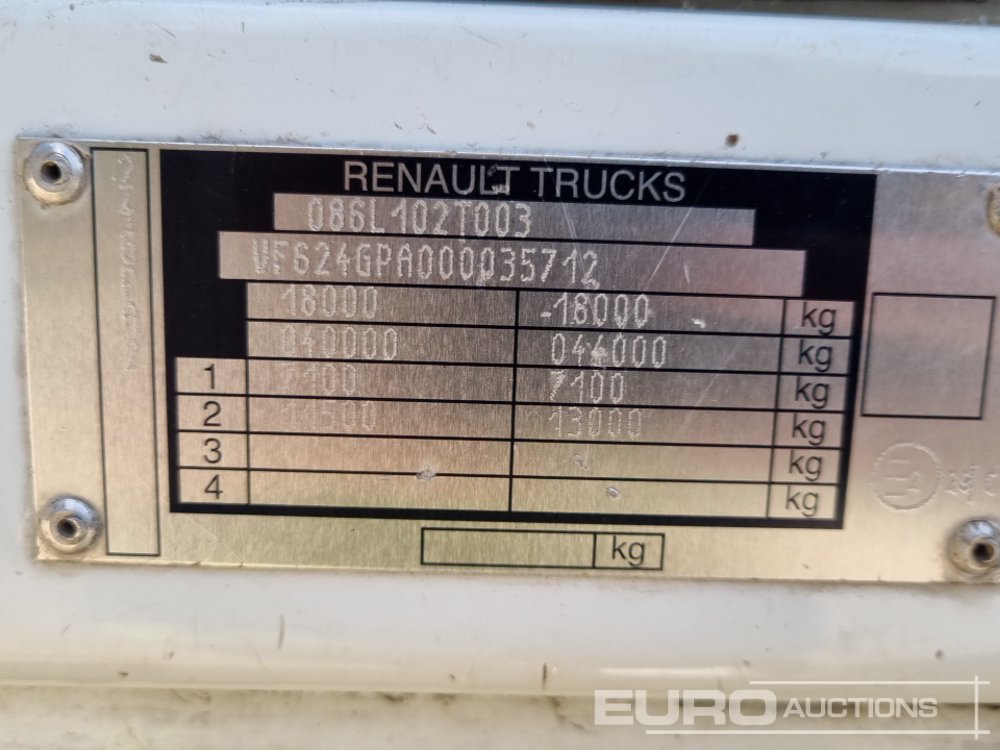 RENAULT TRUCKS
086L102T003
VF624GPA000035712
18000 -18000 kg
040000 044000 kg
1 7100 7100 kg
2 11500 13000 kg
3 kg
4 kg
kg
EURO AUCTIONS